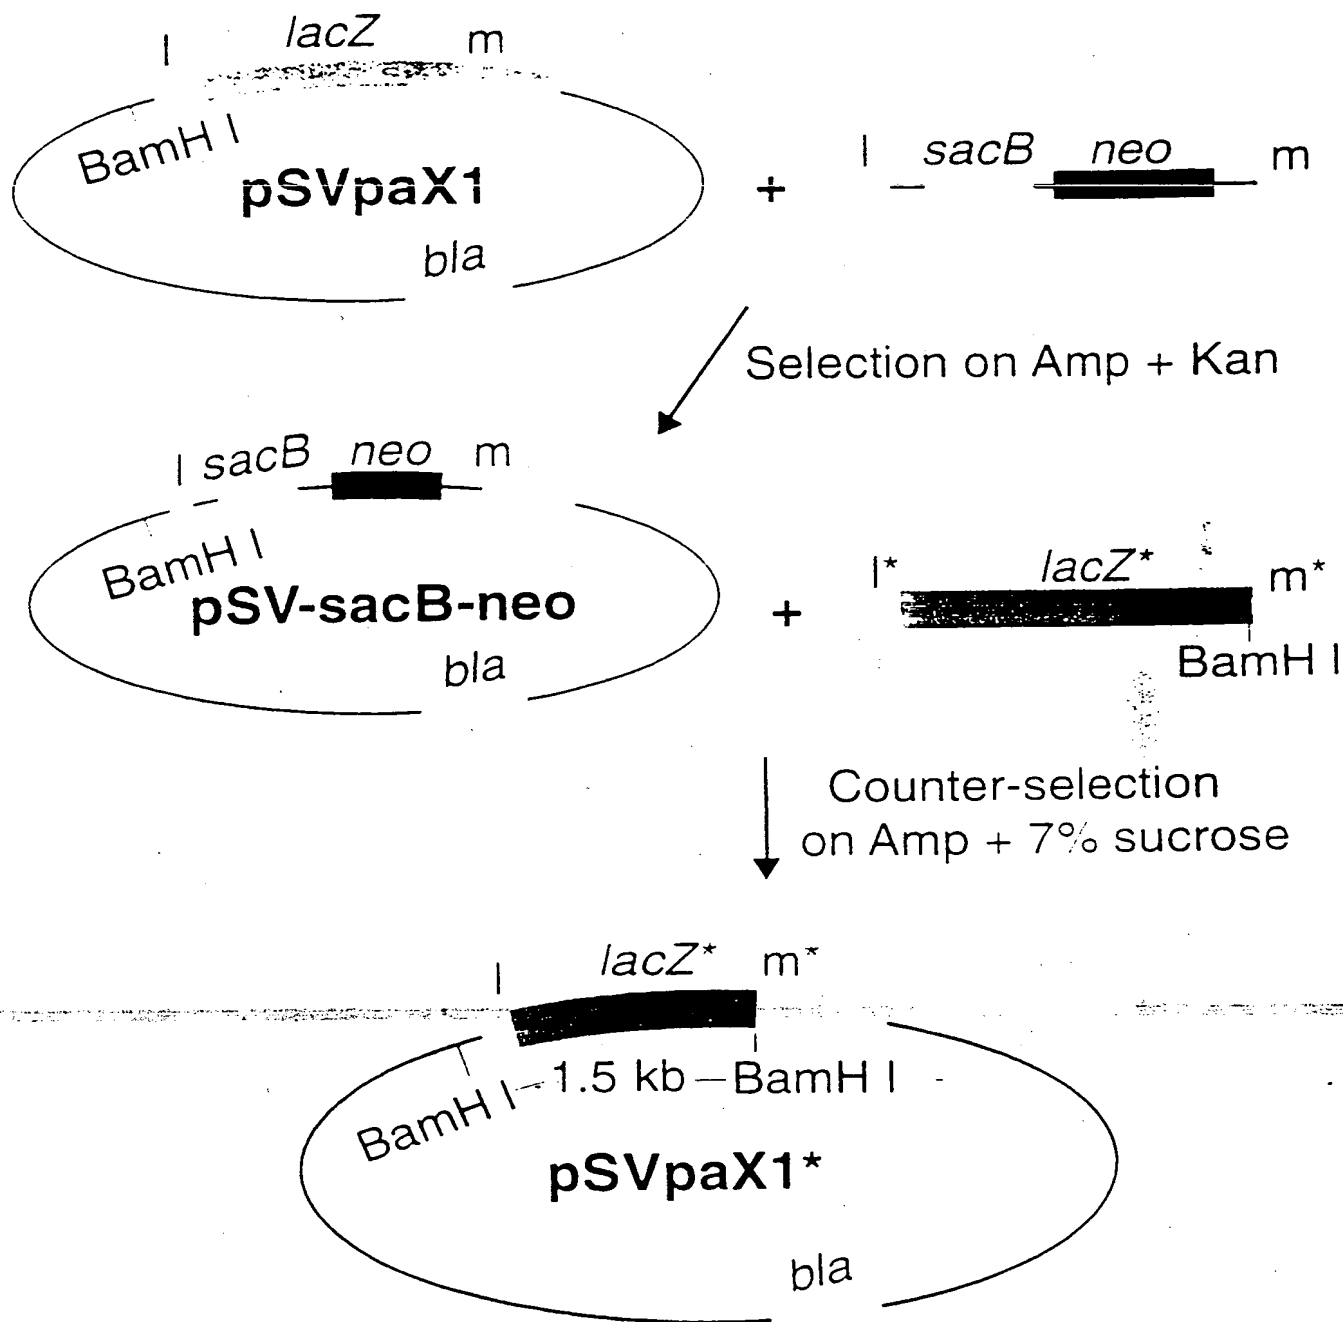 l lacZ m
BamH I
pSVpaX1
bla
+
l sacB neo m
Selection on Amp + Kan
l sacB neo m
BamH I
pSV-sacB-neo
bla
+
l* lacZ* m*
BamH I
Counter-selection
on Amp + 7% sucrose
l lacZ* m*
BamH I – 1.5 kb – BamH I
pSVpaX1*
bla